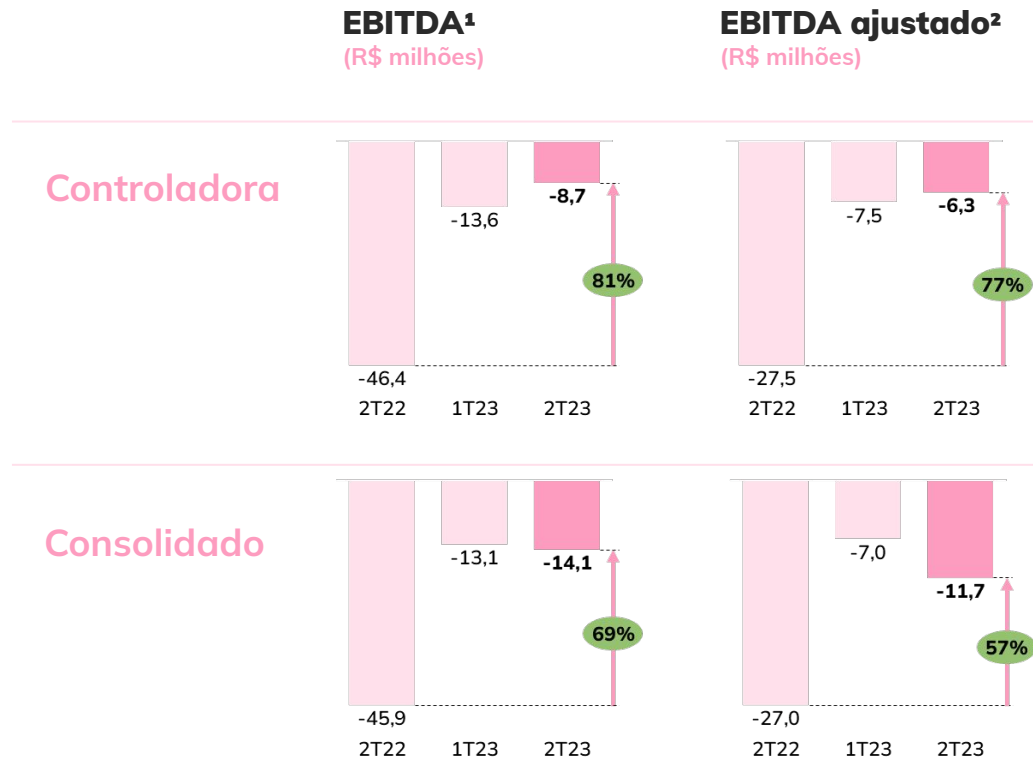 EBITDA¹
(R$ milhões)
EBITDA ajustado²
(R$ milhões)
Controladora
-46,4
-13,6
-8,7
81%
2T22
1T23
2T23
-27,5
-7,5
-6,3
77%
2T22
1T23
2T23
Consolidado
-45,9
-13,1
-14,1
69%
2T22
1T23
2T23
-27,0
-7,0
-11,7
57%
2T22
1T23
2T23